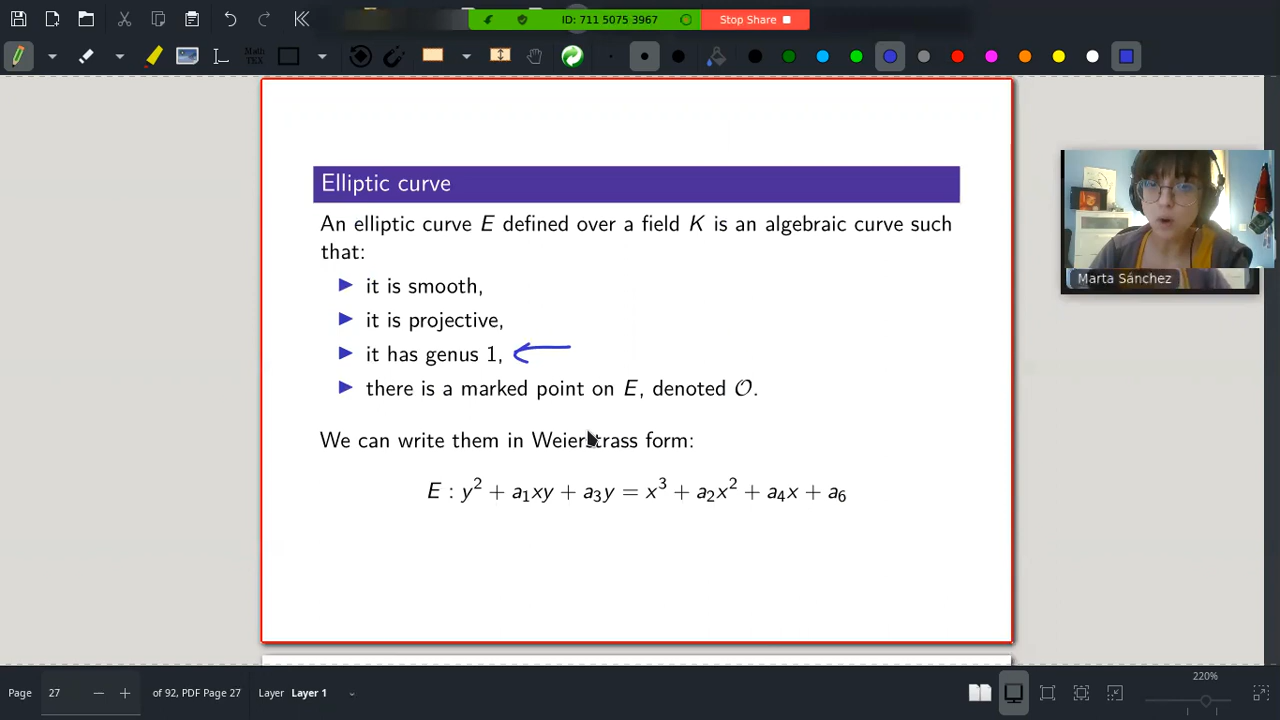 ID: 711 5075 3967
Stop Share
Math
TEX
Elliptic curve
An elliptic curve E defined over a field K is an algebraic curve such
that:
▶ it is smooth,
▶ it is projective,
▶ it has genus 1,
▶ there is a marked point on E, denoted 𝒪.
We can write them in Weierstrass form:
E : y² + a₁xy + a₃y = x³ + a₂x² + a₄x + a₆
Marta Sánchez
Page 27 of 92, PDF Page 27 Layer Layer 1
220%